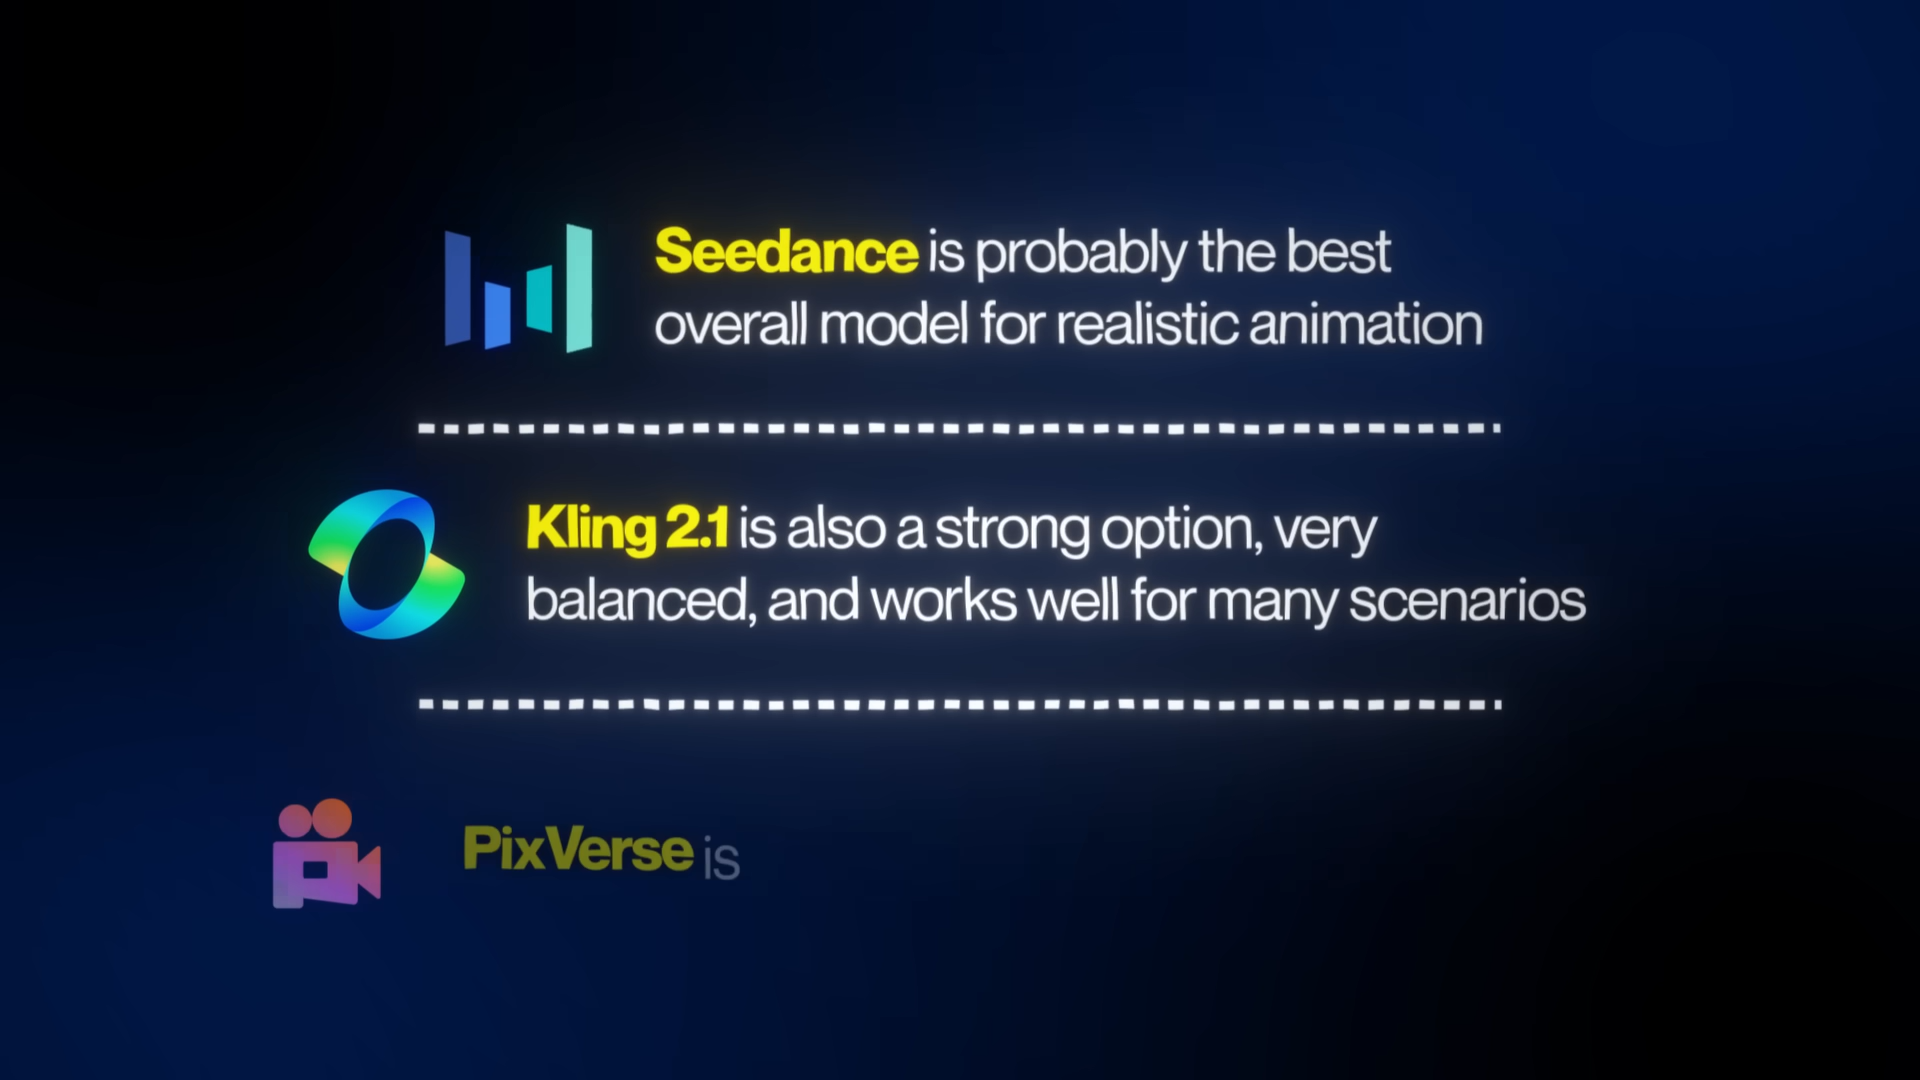 Seedance is probably the best
overall model for realistic animation
Kling 2.1 is also a strong option, very
balanced, and works well for many scenarios
PixVerse is